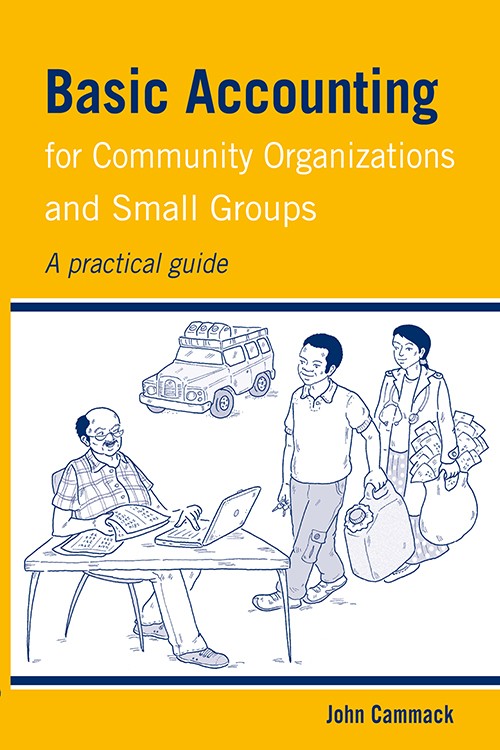 Basic Accounting
for Community Organizations
and Small Groups
A practical guide
John Cammack